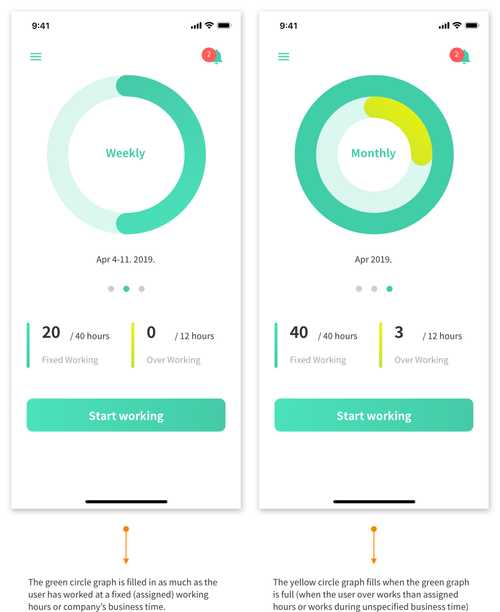 9:41
2
Weekly
Apr 4-11. 2019.
20 / 40 hours 0 / 12 hours
Fixed Working Over Working
Start working
The green circle graph is filled in as much as the
user has worked at a fixed (assigned) working
hours or company's business time.
9:41
2
Monthly
Apr 2019.
40 / 40 hours 3 / 12 hours
Fixed Working Over Working
Start working
The yellow circle graph fills when the green graph
is full (when the user over works than assigned
hours or works during unspecified business time)